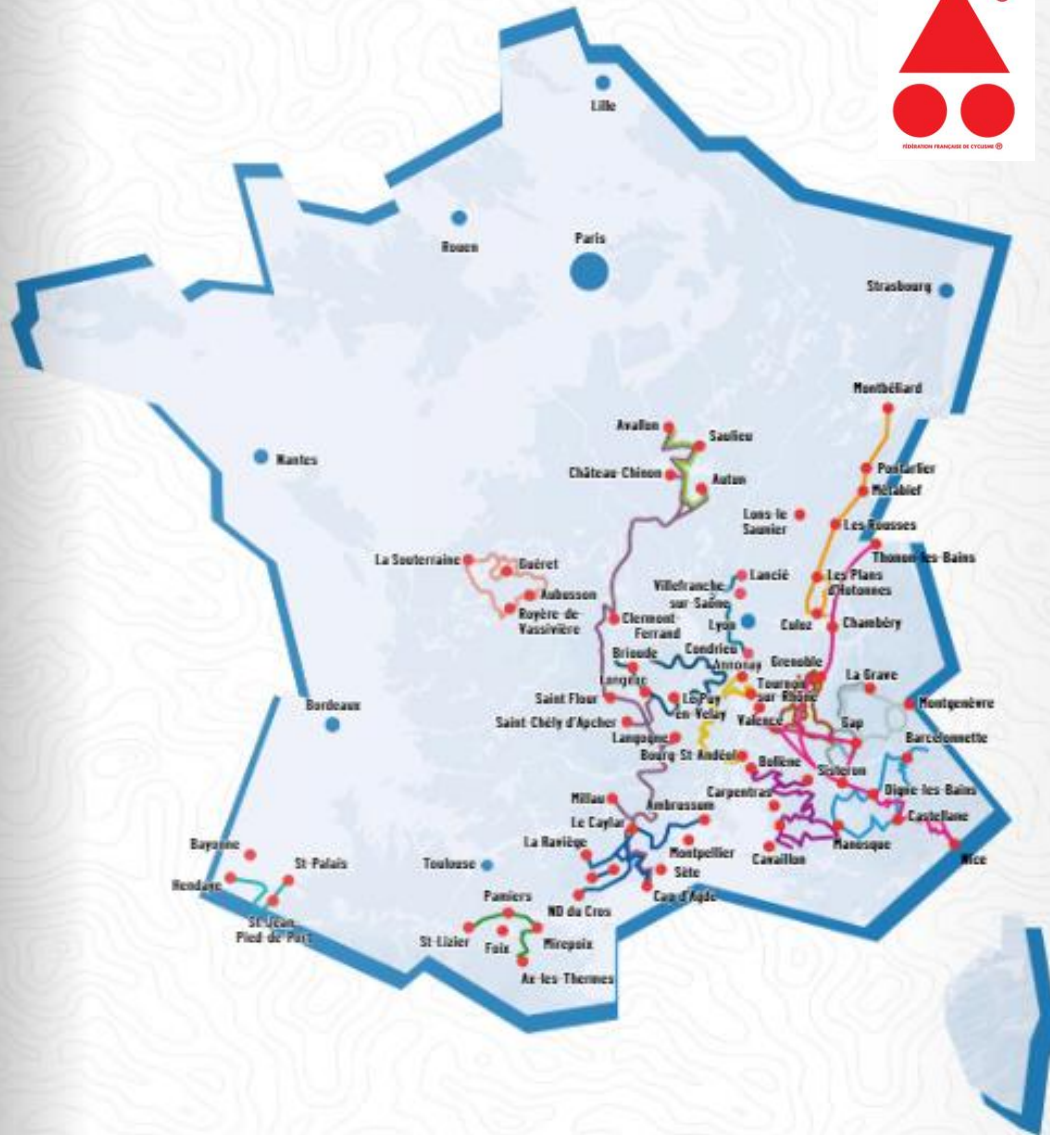 FÉDÉRATION FRANÇAISE DE CYCLISME
Lille
Rouen
Paris
Strasbourg
Montbéliard
Avallon
Saulieu
Nantes
Pontarlier
Château-Chinon
Autun
Métabief
Lons-le
Saunier
Les Rousses
La Souterraine
Guéret
Thonon-les-Bains
Villefranche
sur-Saône
Lancié
Les Plans
d'Hotonnes
Aubusson
Royère-de-
Vassivière
Clermont-
Ferrand
Lyon
Culoz
Chambéry
Brioude
Condrieu
Annonay
Grenoble
Langeac
Tournon
sur-Rhône
La Grave
Saint Flour
Le Puy
en-Velay
Montgenèvre
Bordeaux
Saint-Chély d'Apcher
Valence
Gap
Langogne
Barcelonnette
Bourg St Andéol
Bollène
Sisteron
Carpentras
Digne-les-Bains
Millau
Ambrussum
Castellane
Le Caylar
La Raviège
Montpellier
Cavaillon
Manosque
Nice
Bayonne
St-Palais
Toulouse
Sète
Hendaye
Cap d'Agde
Pamiers
ND du Cros
St-Jean
Pied-de-Port
St-Lizier
Foix
Mirepoix
Ax-les-Thermes